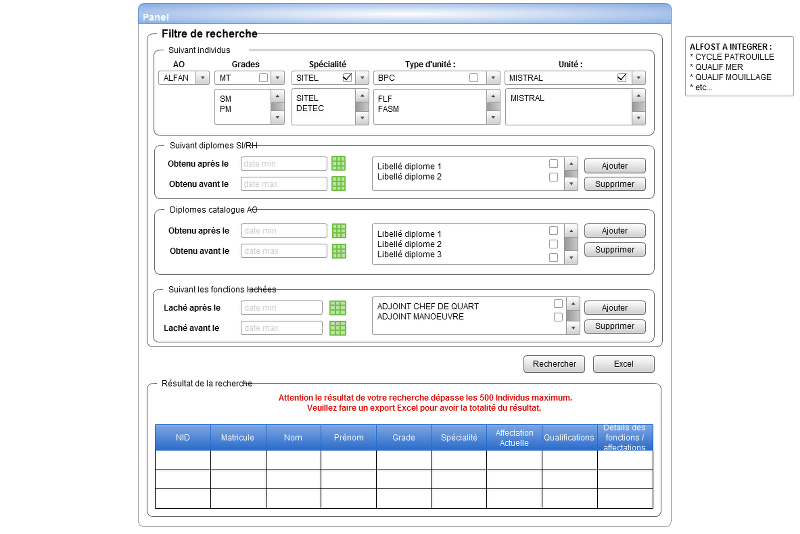 Panel
Filtre de recherche
Suivant individus
AO Grades Spécialité Type d'unité : Unité :
ALFAN MT SITEL BPC MISTRAL
SM SITEL FLF MISTRAL
PM DETEC FASM
Suivant diplomes SI/RH
Obtenu après le date min Libellé diplome 1 Ajouter
Obtenu avant le date max Libellé diplome 2 Supprimer
Diplomes catalogue AO
Obtenu après le date min Libellé diplome 1 Ajouter
Obtenu avant le date max Libellé diplome 2 Supprimer
Libellé diplome 3
Suivant les fonctions lachées
Laché après le date min ADJOINT CHEF DE QUART Ajouter
Laché avant le date max ADJOINT MANOEUVRE Supprimer
Rechercher Excel
Résultat de la recherche
Attention le résultat de votre recherche dépasse les 500 Individus maximum.
Veuillez faire un export Excel pour avoir la totalité du résultat.
NID Matricule Nom Prénom Grade Spécialité Affectation Actuelle Qualifications Détails des fonctions / affectations
ALFOST A INTEGRER :
* CYCLE PATROUILLE
* QUALIF MER
* QUALIF MOUILLAGE
* etc...